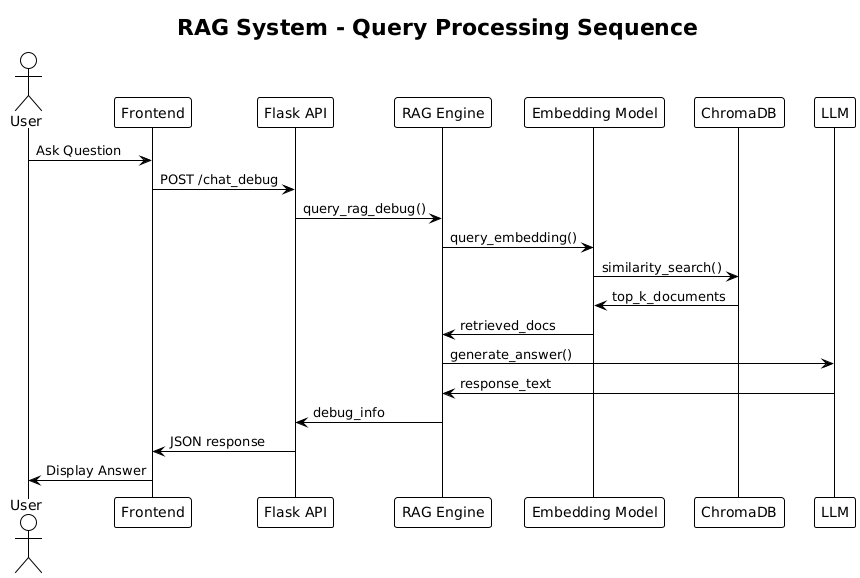 RAG System - Query Processing Sequence
User
Frontend
Flask API
RAG Engine
Embedding Model
ChromaDB
LLM
Ask Question
POST /chat_debug
query_rag_debug()
query_embedding()
similarity_search()
top_k_documents
retrieved_docs
generate_answer()
response_text
debug_info
JSON response
Display Answer
User
Frontend
Flask API
RAG Engine
Embedding Model
ChromaDB
LLM